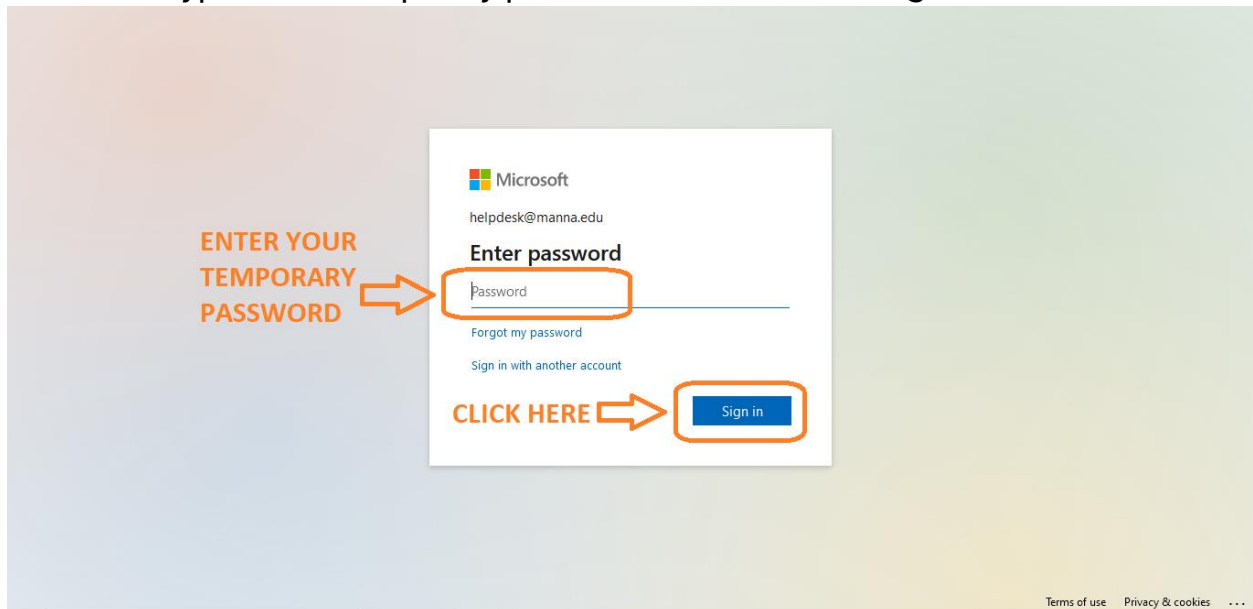 Microsoft
helpdesk@manna.edu
Enter password
ENTER YOUR
TEMPORARY
PASSWORD
Password
Forgot my password
Sign in with another account
CLICK HERE
Sign in
Terms of use Privacy & cookies ...